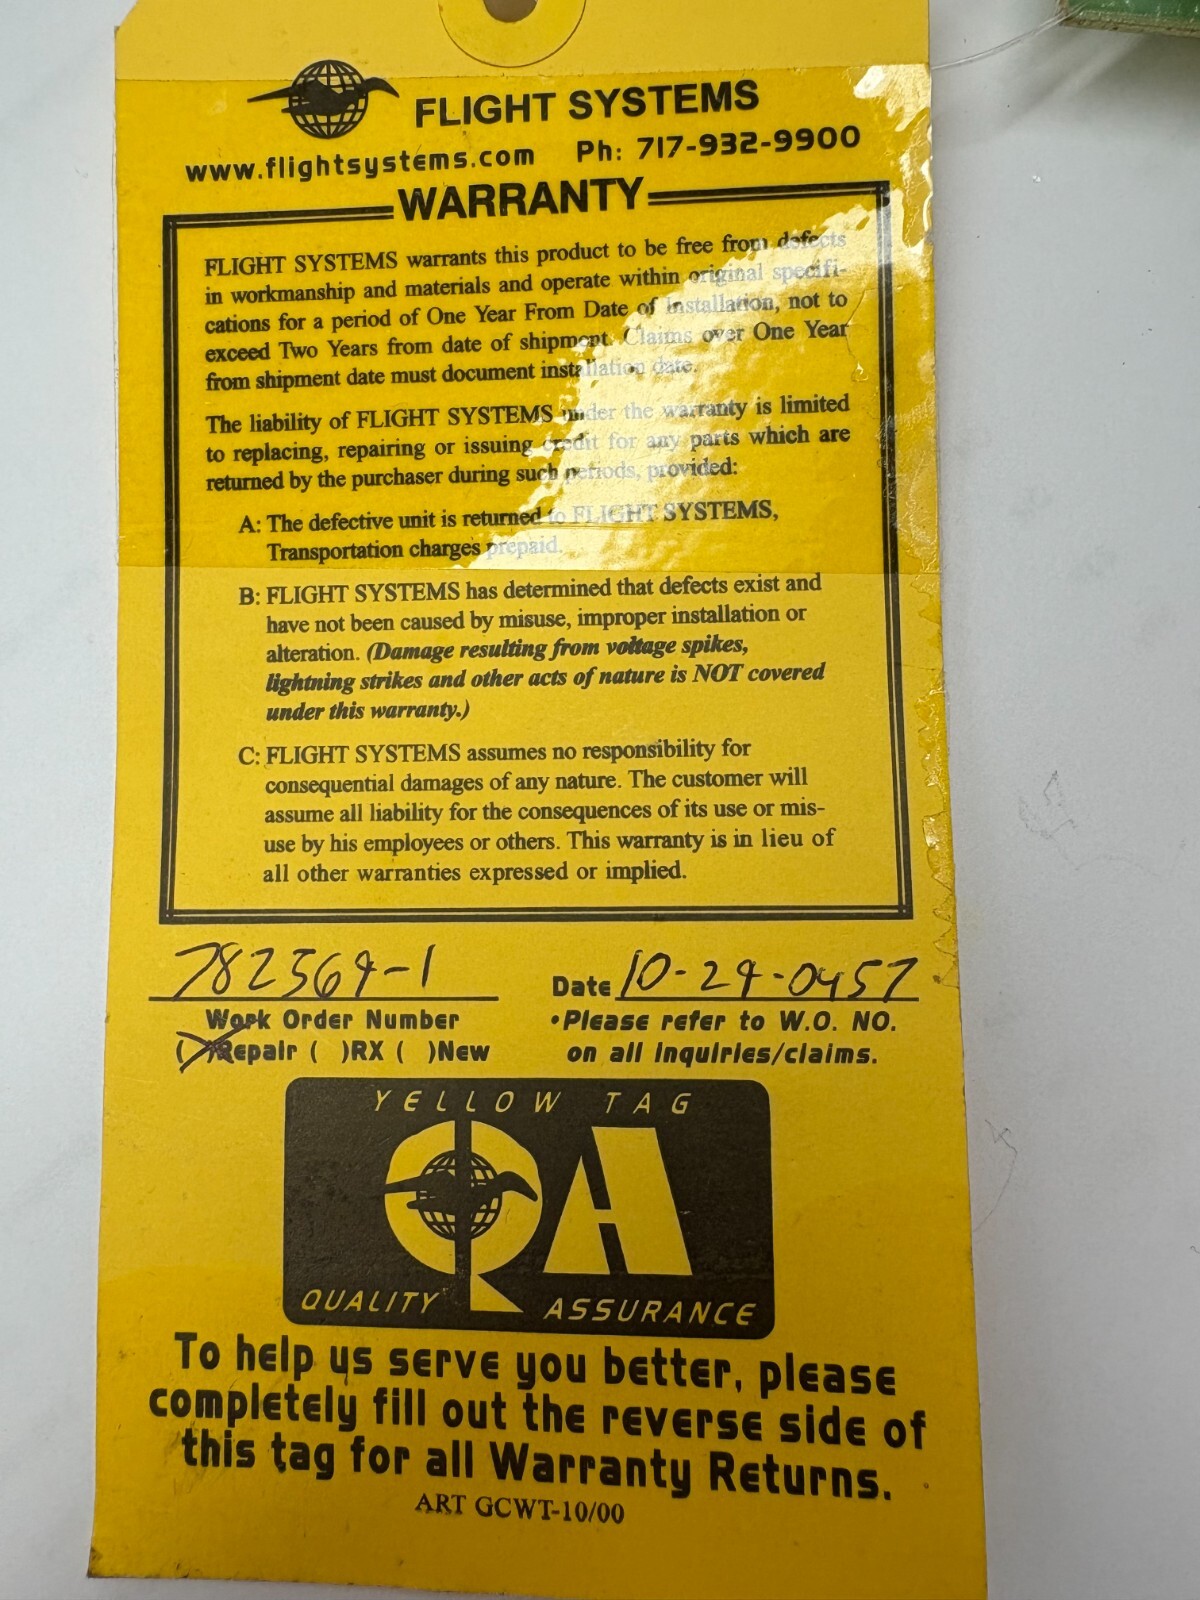 FLIGHT SYSTEMS
www.flightsystems.com Ph: 717-932-9900
WARRANTY
FLIGHT SYSTEMS warrants this product to be free from defects
in workmanship and materials and operate within original specifi-
cations for a period of One Year From Date of Installation, not to
exceed Two Years from date of shipment. Claims over One Year
from shipment date must document installation date.
The liability of FLIGHT SYSTEMS under the warranty is limited
to replacing, repairing or issuing credit for any parts which are
returned by the purchaser during such periods, provided:
A: The defective unit is returned to FLIGHT SYSTEMS,
Transportation charges prepaid.
B: FLIGHT SYSTEMS has determined that defects exist and
have not been caused by misuse, improper installation or
alteration. (Damage resulting from voltage spikes,
lightning strikes and other acts of nature is NOT covered
under this warranty.)
C: FLIGHT SYSTEMS assumes no responsibility for
consequential damages of any nature. The customer will
assume all liability for the consequences of its use or mis-
use by his employees or others. This warranty is in lieu of
all other warranties expressed or implied.
782569-1 Date
Work Order Number •Please refer to W.O. NO.
( )Repair ( )RX ( )New on all inquiries/claims.
YELLOW TAG
QA
QUALITY ASSURANCE
To help us serve you better, please
completely fill out the reverse side of
this tag for all Warranty Returns.
ART GCWT-10/00